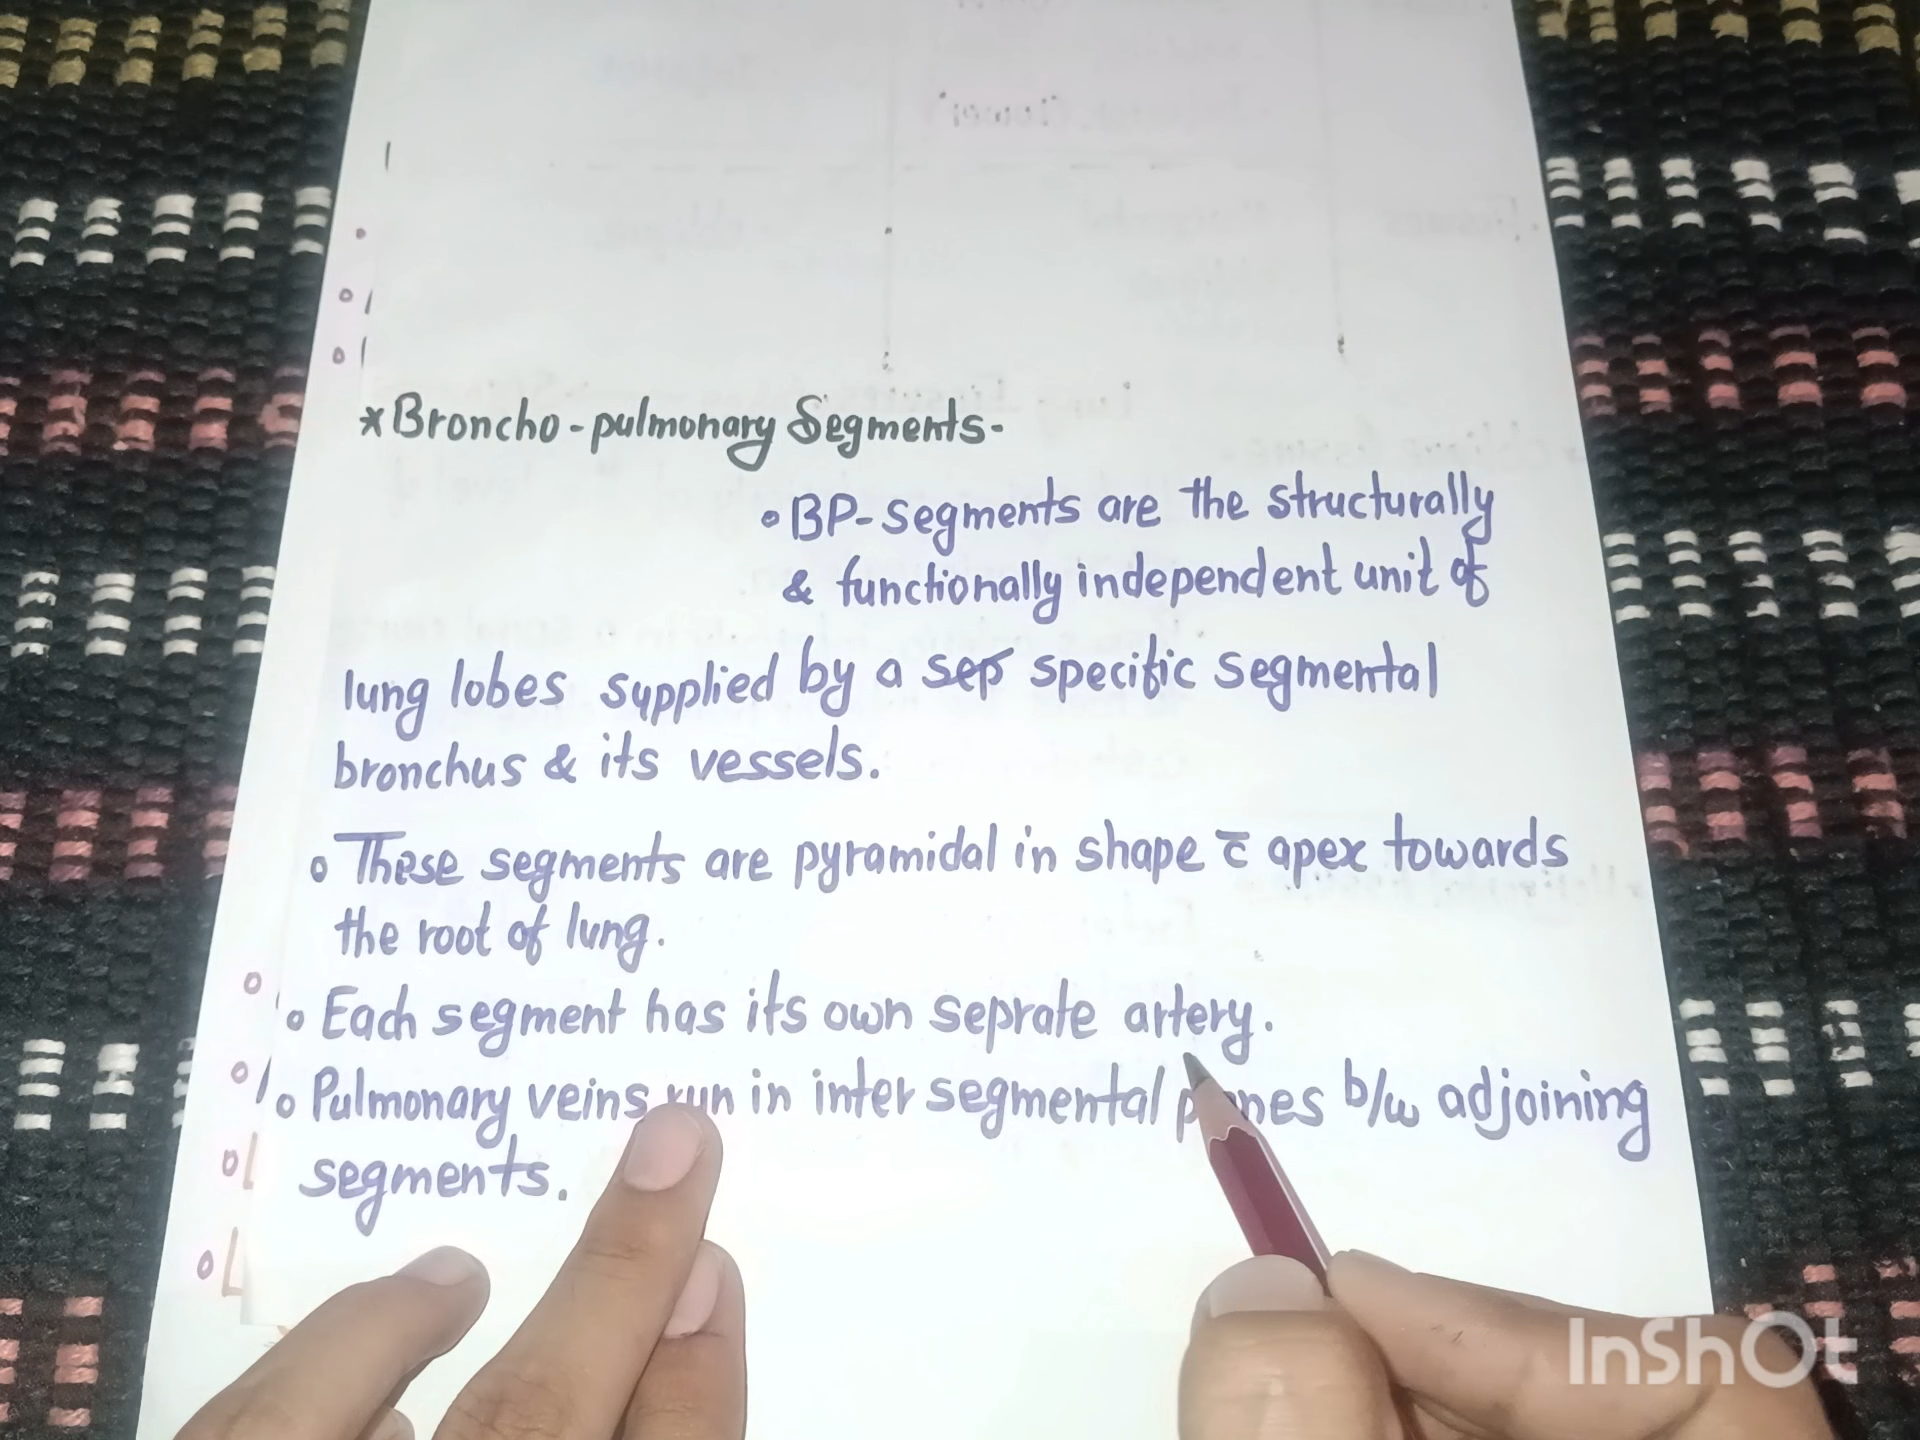 * Broncho-pulmonary Segments-
• BP-segments are the structurally
& functionally independent unit of
lung lobes supplied by a sep specific segmental
bronchus & its vessels.
• These segments are pyramidal in shape c̄ apex towards
the root of lung.
• Each segment has its own seprate artery.
• Pulmonary veins run in inter segmental b/w adjoining
segments.
InShOt